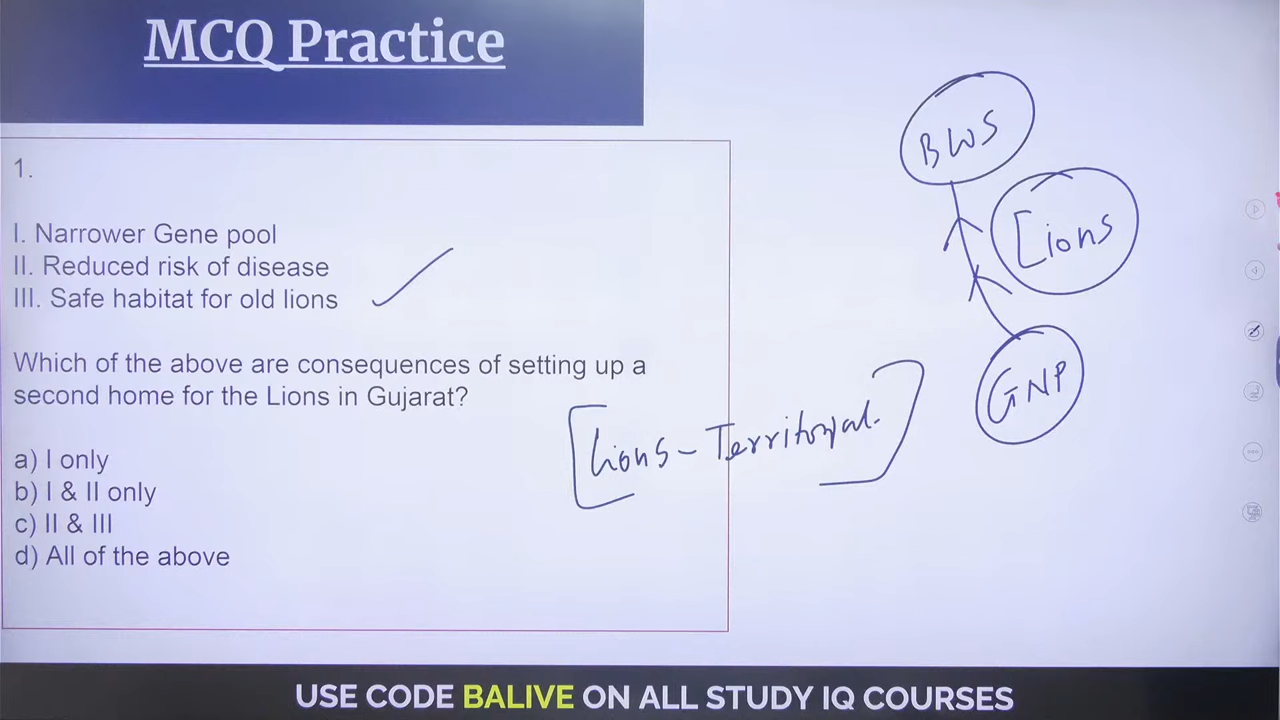 MCQ Practice
1.
I. Narrower Gene pool
II. Reduced risk of disease
III. Safe habitat for old lions
Which of the above are consequences of setting up a
second home for the Lions in Gujarat?
a) I only
b) I & II only
c) II & III
d) All of the above
BWS
Lions
GNP
Lions - Territorial.
USE CODE BALIVE ON ALL STUDY IQ COURSES